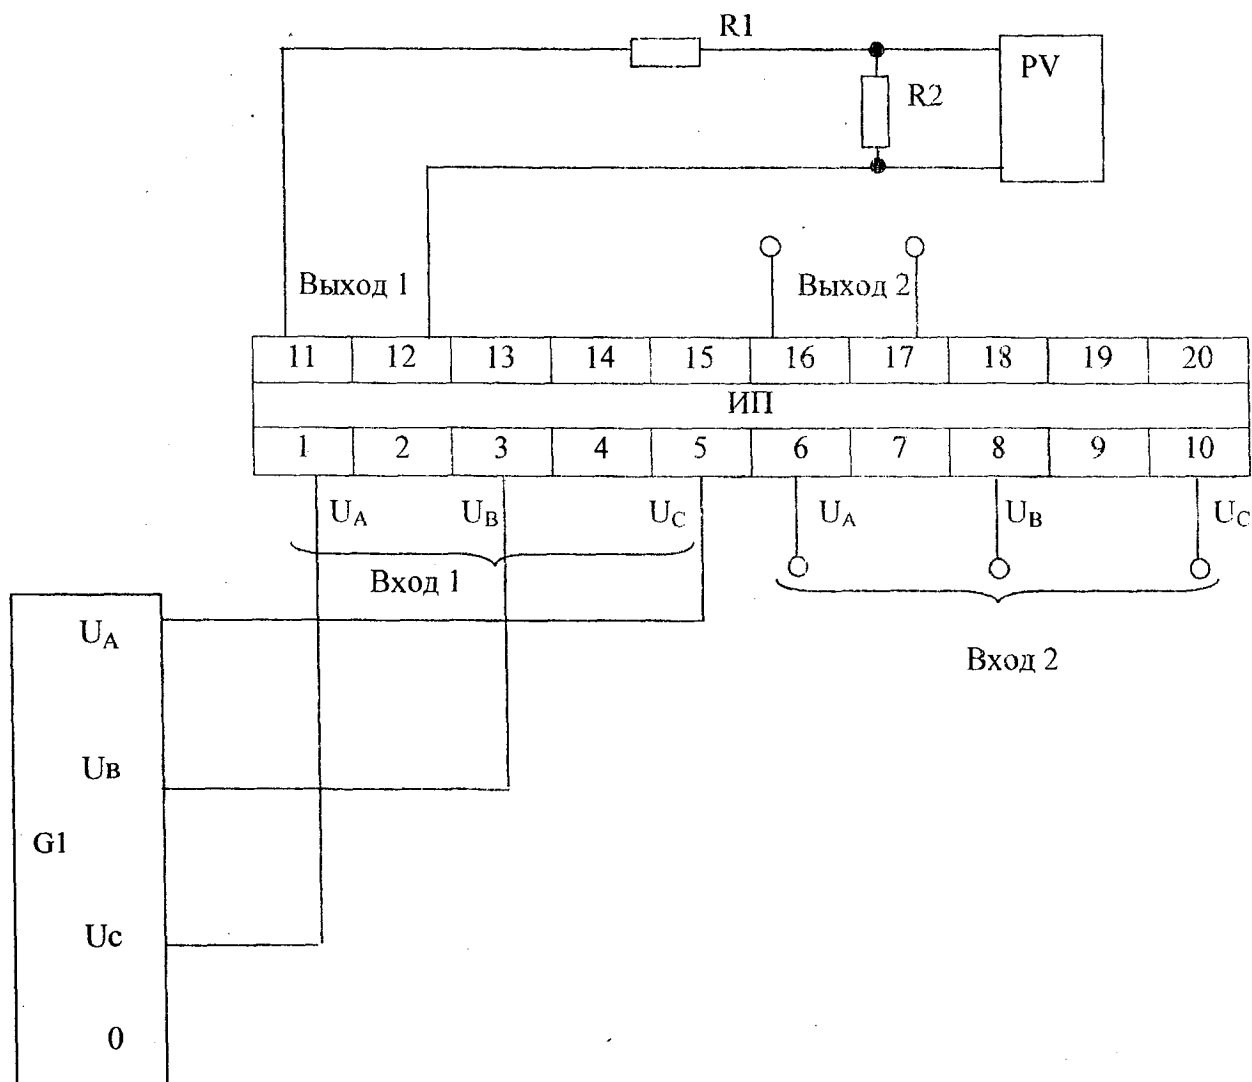 R1
PV
R2
Выход 1
Выход 2
11 12 13 14 15 16 17 18 19 20
ИП
1 2 3 4 5 6 7 8 9 10
UA UB UC UA UB UC
Вход 1
UA
Вход 2
UB
G1
Uc
0